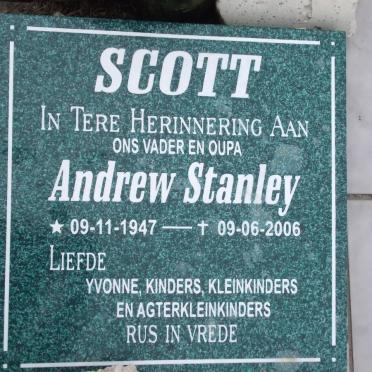 SCOTT
IN TERE HERINNERING AAN
ONS VADER EN OUPA
Andrew Stanley
★ 09-11-1947 — † 09-06-2006
LIEFDE
YVONNE, KINDERS, KLEINKINDERS
EN AGTERKLEINKINDERS
RUS IN VREDE